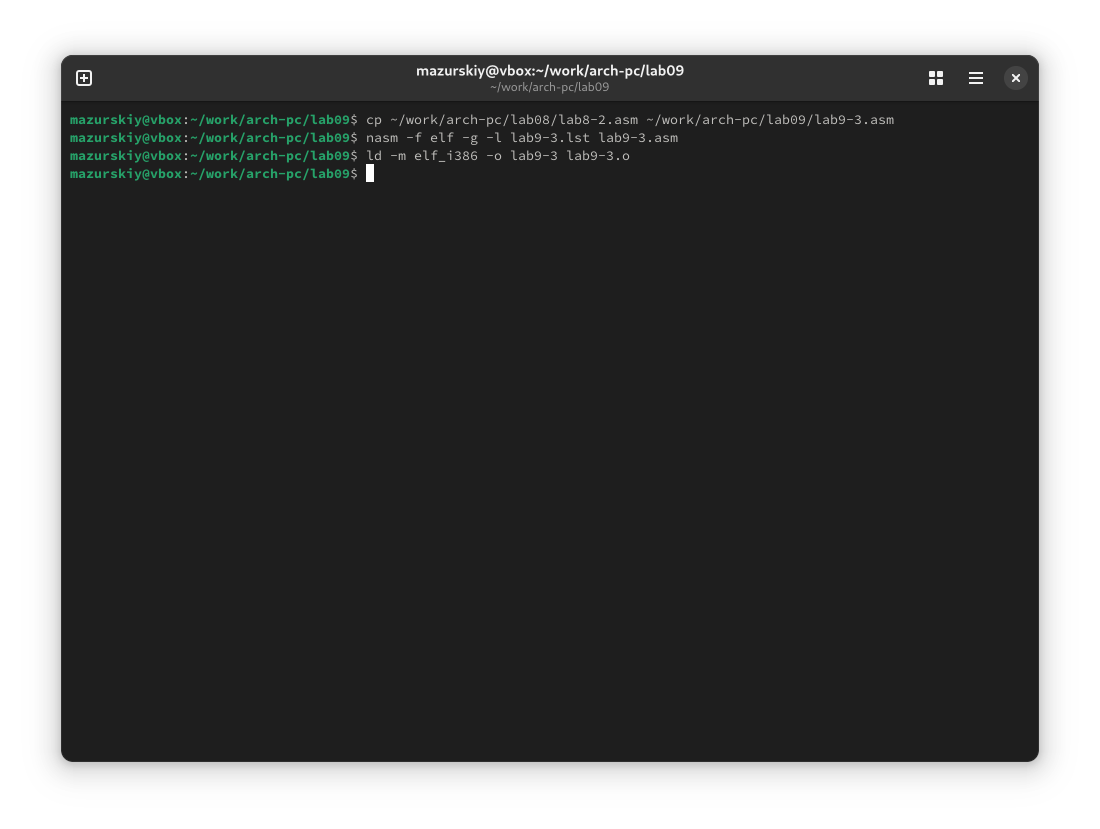 mazurskiy@vbox:~/work/arch-pc/lab09
~/work/arch-pc/lab09
mazurskiy@vbox:~/work/arch-pc/lab09$ cp ~/work/arch-pc/lab08/lab8-2.asm ~/work/arch-pc/lab09/lab9-3.asm
mazurskiy@vbox:~/work/arch-pc/lab09$ nasm -f elf -g -l lab9-3.lst lab9-3.asm
mazurskiy@vbox:~/work/arch-pc/lab09$ ld -m elf_i386 -o lab9-3 lab9-3.o
mazurskiy@vbox:~/work/arch-pc/lab09$